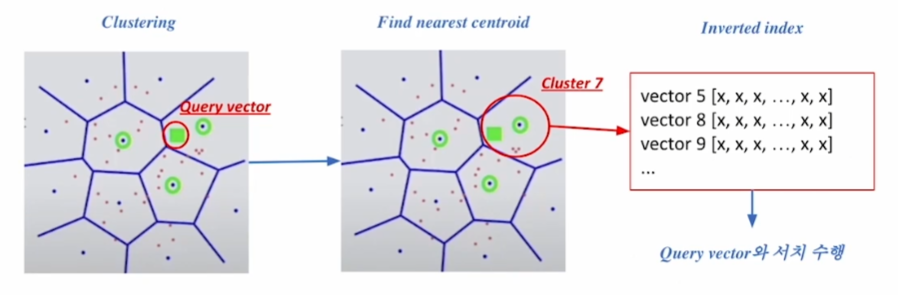 Clustering
Find nearest centroid
Inverted index
Query vector
Cluster 7
vector 5 [x, x, x, …, x, x]
vector 8 [x, x, x, …, x, x]
vector 9 [x, x, x, …, x, x]
...
Query vector와 서치 수행